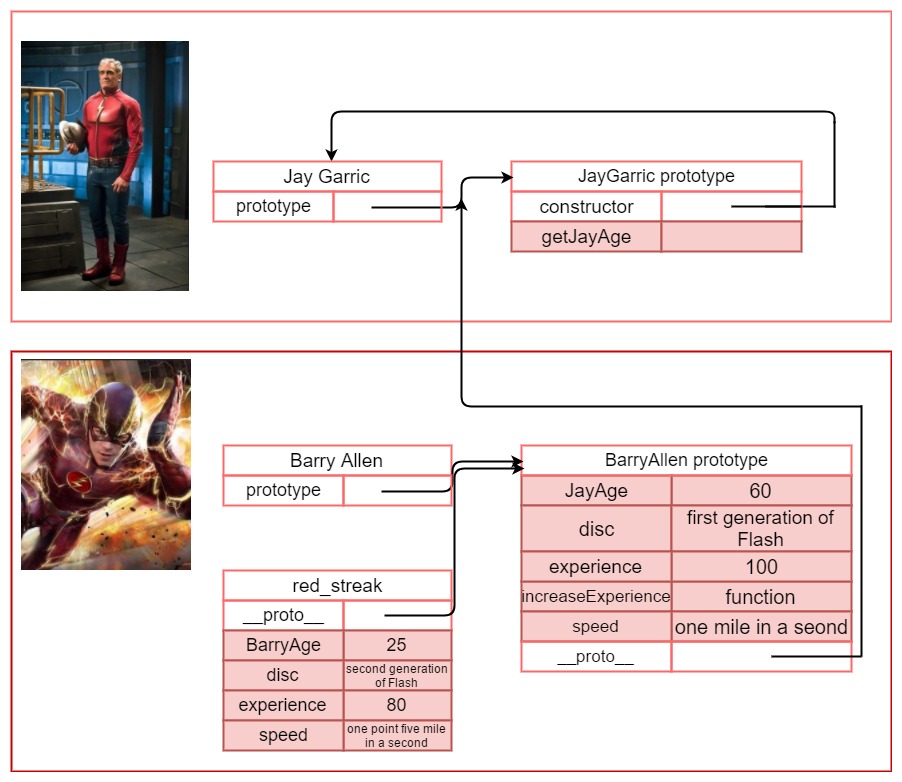 Jay Garric
prototype
JayGarric prototype
constructor
getJayAge
Barry Allen
prototype
red_streak
__proto__
BarryAge 25
disc second generation
of Flash
experience 80
speed one point five mile
in a second
BarryAllen prototype
JayAge 60
disc first generation of
Flash
experience 100
increaseExperience function
speed one mile in a seond
__proto__